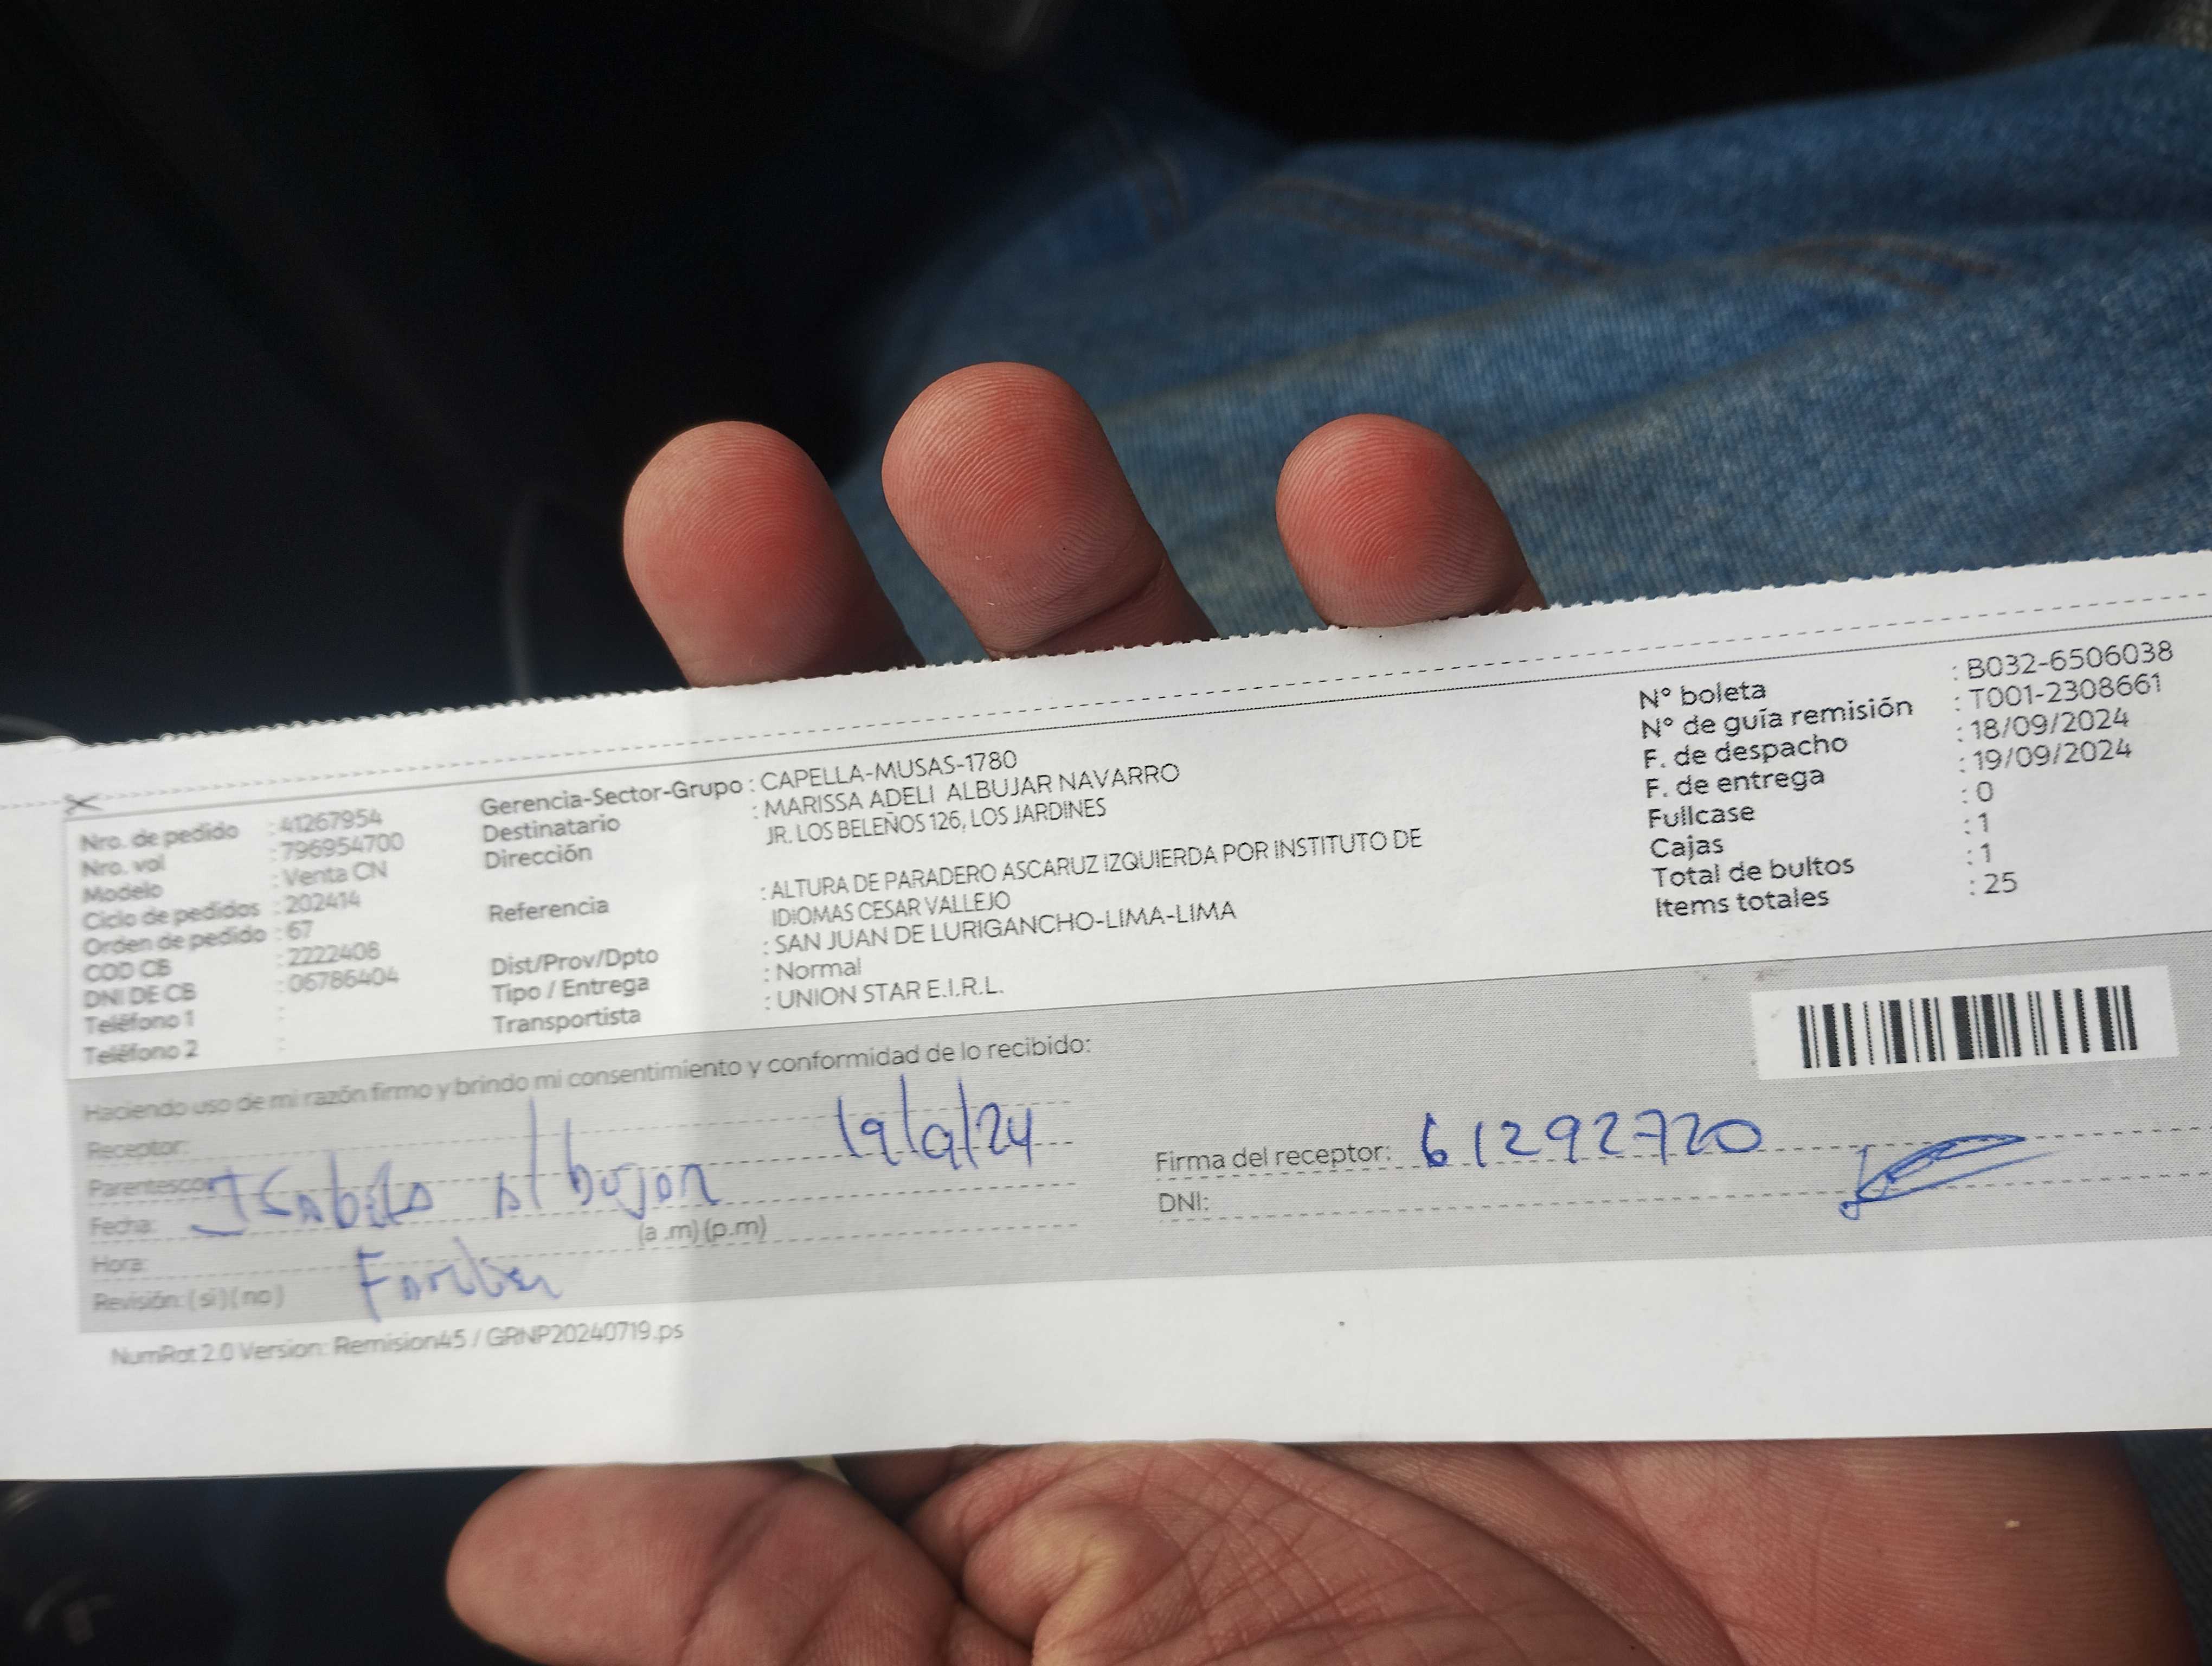 Nro. de pedido : 41267954
Nro. vol : 796954700
Modelo : Venta CN
Ciclo de pedidos : 202414
Orden de pedido : 67
COD CB : 2222408
DNI DE CB : 06786404
Teléfono 1 :
Teléfono 2 :
Gerencia-Sector-Grupo : CAPELLA-MUSAS-1780
Destinatario : MARISSA ADELI ALBUJAR NAVARRO
Dirección JR. LOS BELEÑOS 126, LOS JARDINES
Referencia : ALTURA DE PARADERO ASCARUZ IZQUIERDA POR INSTITUTO DE
IDIOMAS CESAR VALLEJO
Dist/Prov/Dpto : SAN JUAN DE LURIGANCHO-LIMA-LIMA
Tipo / Entrega : Normal
Transportista : UNION STAR E.I.R.L.
N° boleta : B032-6506038
N° de guía remisión : T001-2308661
F. de despacho : 18/09/2024
F. de entrega : 19/09/2024
Fullcase : 0
Cajas : 1
Total de bultos : 1
Items totales : 25
Haciendo uso de mi razón firmo y brindo mi consentimiento y conformidad de lo recibido:
Receptor:
19/9/24
Parentesco:
Fecha:
Hora: (a .m) (p.m)
Revisión: ( si ) ( no )
Firma del receptor: 61292720
DNI:
NumRot 2.0 Version: Remision45 / GRNP20240719.ps